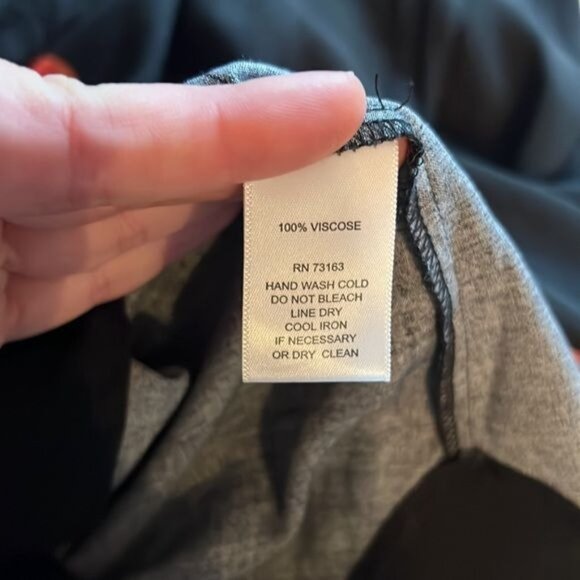 100% VISCOSE
RN 73163
HAND WASH COLD
DO NOT BLEACH
LINE DRY
COOL IRON
IF NECESSARY
OR DRY CLEAN